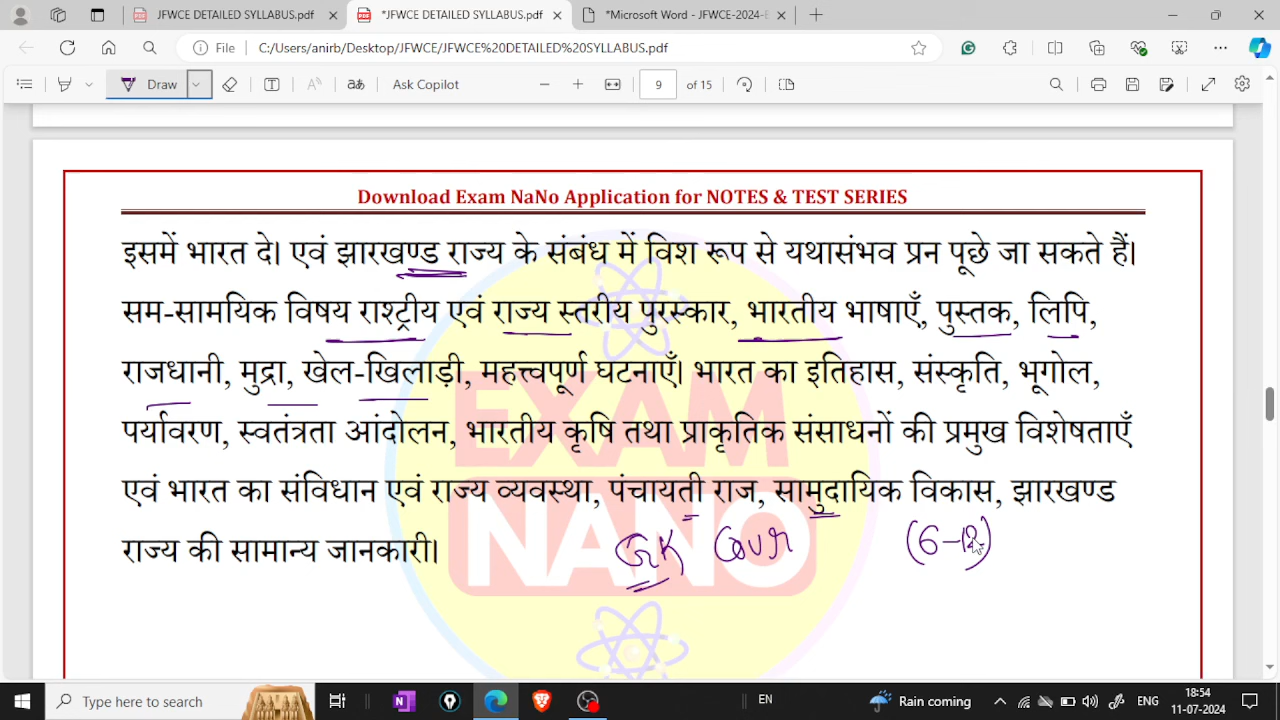 JFWCE DETAILED SYLLABUS.pdf
*JFWCE DETAILED SYLLABUS.pdf
*Microsoft Word - JFWCE-2024-E
File
C:/Users/anirb/Desktop/JFWCE/JFWCE%20DETAILED%20SYLLABUS.pdf
Draw
Ask Copilot
9 of 15
Download Exam NaNo Application for NOTES & TEST SERIES
इसमें भारत दे। एवं झारखण्ड राज्य के संबंध में विश रूप से यथासंभव प्रन पूछे जा सकते हैं।
सम-सामयिक विषय राश्ट्रीय एवं राज्य स्तरीय पुरस्कार, भारतीय भाषाएँ, पुस्तक, लिपि,
राजधानी, मुद्रा, खेल-खिलाड़ी, महत्त्वपूर्ण घटनाएँ। भारत का इतिहास, संस्कृति, भूगोल,
पर्यावरण, स्वतंत्रता आंदोलन, भारतीय कृषि तथा प्राकृतिक संसाधनों की प्रमुख विशेषताएँ
एवं भारत का संविधान एवं राज्य व्यवस्था, पंचायती राज, सामुदायिक विकास, झारखण्ड
राज्य की सामान्य जानकारी।
GK (6-12)
EXAM
NANO
Type here to search
EN
Rain coming
ENG
18:54
11-07-2024